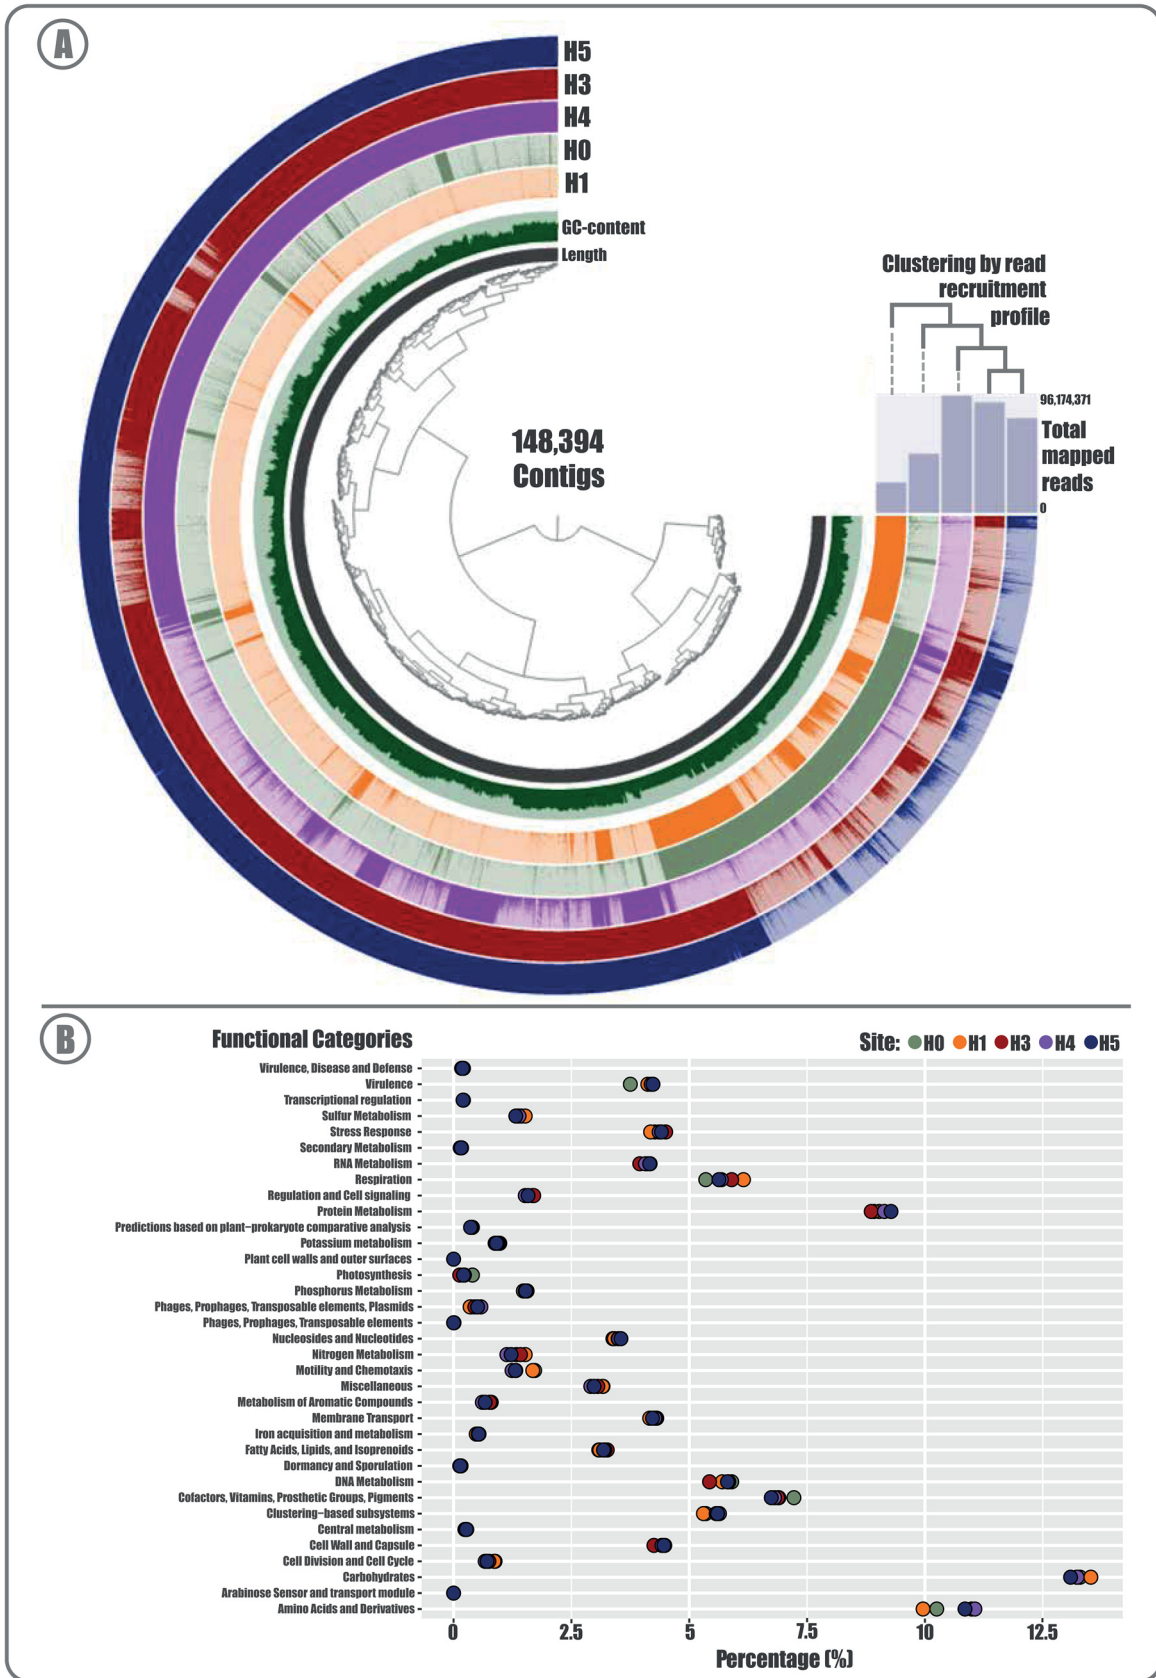 A
H5
H3
H4
H0
H1
GC-content
Length
Clustering by read
recruitment
profile
96,174,371
Total
mapped
reads
0
148,394
Contigs
B
Functional Categories
Site: H0 H1 H3 H4 H5
Virulence, Disease and Defense
Virulence
Transcriptional regulation
Sulfur Metabolism
Stress Response
Secondary Metabolism
RNA Metabolism
Respiration
Regulation and Cell signaling
Protein Metabolism
Predictions based on plant−prokaryote comparative analysis
Potassium metabolism
Plant cell walls and outer surfaces
Photosynthesis
Phosphorus Metabolism
Phages, Prophages, Transposable elements, Plasmids
Phages, Prophages, Transposable elements
Nucleosides and Nucleotides
Nitrogen Metabolism
Motility and Chemotaxis
Miscellaneous
Metabolism of Aromatic Compounds
Membrane Transport
Iron acquisition and metabolism
Fatty Acids, Lipids, and Isoprenoids
Dormancy and Sporulation
DNA Metabolism
Cofactors, Vitamins, Prosthetic Groups, Pigments
Clustering−based subsystems
Central metabolism
Cell Wall and Capsule
Cell Division and Cell Cycle
Carbohydrates
Arabinose Sensor and transport module
Amino Acids and Derivatives
0 2.5 5 7.5 10 12.5
Percentage (%)